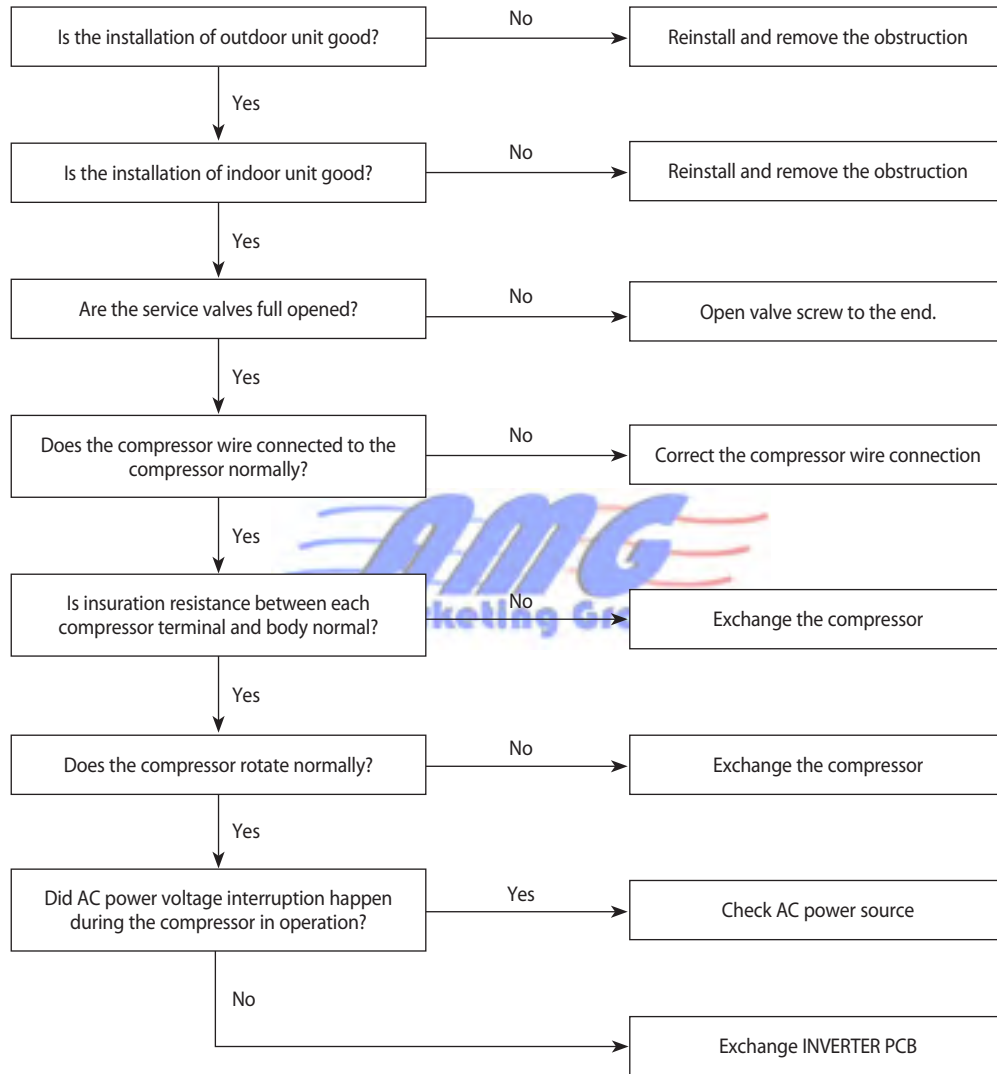 Is the installation of outdoor unit good?
No
Reinstall and remove the obstruction
Yes
Is the installation of indoor unit good?
No
Reinstall and remove the obstruction
Yes
Are the service valves full opened?
No
Open valve screw to the end.
Yes
Does the compressor wire connected to the
compressor normally?
No
Correct the compressor wire connection
Yes
AMG
Is insuration resistance between each
compressor terminal and body normal?
No
Exchange the compressor
Yes
Does the compressor rotate normally?
No
Exchange the compressor
Yes
Did AC power voltage interruption happen
during the compressor in operation?
Yes
Check AC power source
No
Exchange INVERTER PCB